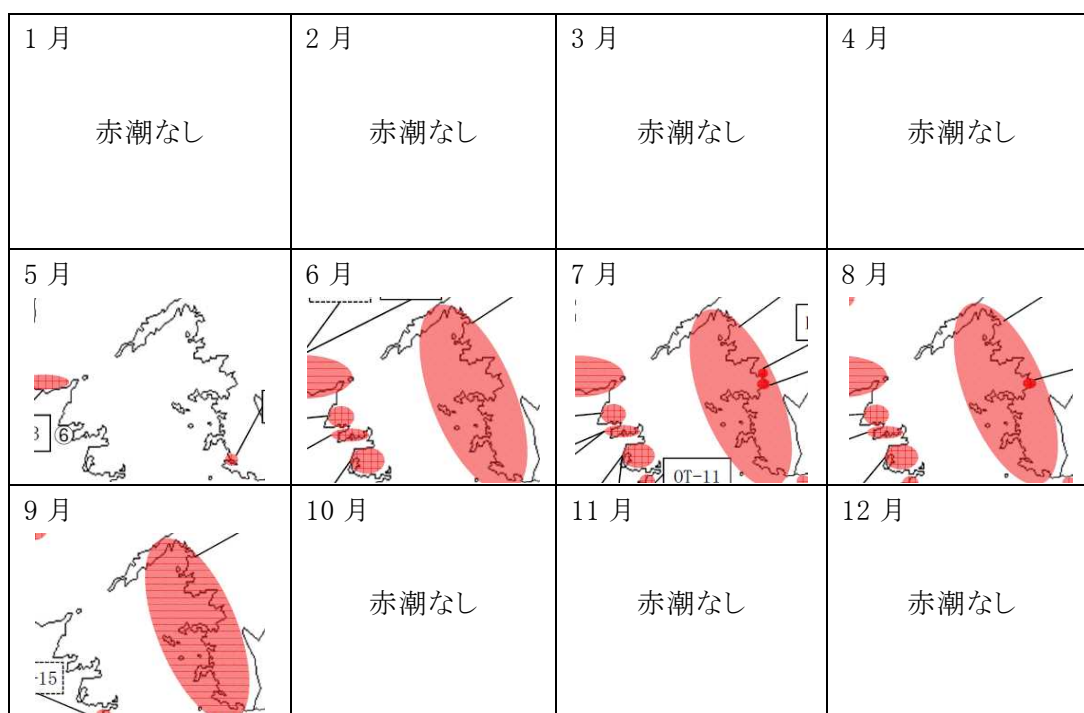 1 月
赤潮なし
2 月
赤潮なし
3 月
赤潮なし
4 月
赤潮なし
5 月
3
⑥
6 月
7 月
OT-11
8 月
9 月
-15
10 月
赤潮なし
11 月
赤潮なし
12 月
赤潮なし